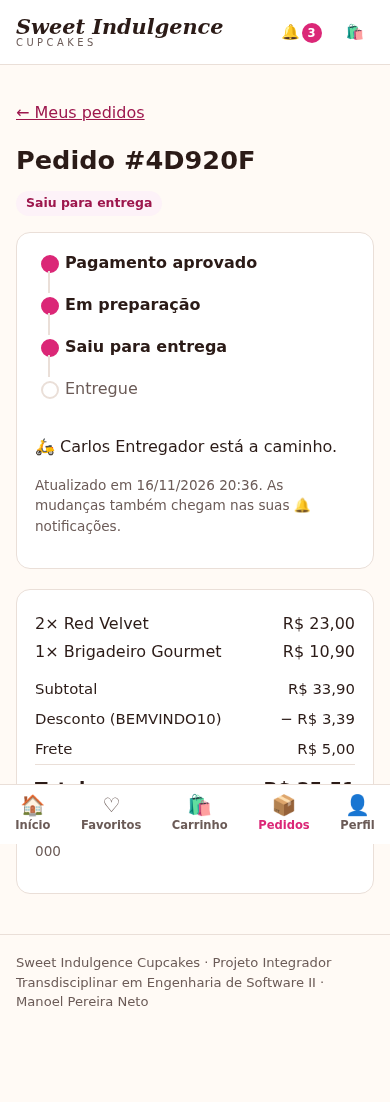 Sweet Indulgence
CUPCAKES
3
← Meus pedidos
Pedido #4D920F
Saiu para entrega
Pagamento aprovado
Em preparação
Saiu para entrega
Entregue
🛵 Carlos Entregador está a caminho.
Atualizado em 16/11/2026 20:36. As
mudanças também chegam nas suas 🔔
notificações.
2× Red Velvet R$ 23,00
1× Brigadeiro Gourmet R$ 10,90
Subtotal R$ 33,90
Desconto (BEMVINDO10) − R$ 3,39
Frete R$ 5,00
Início Favoritos Carrinho Pedidos Perfil
000
Sweet Indulgence Cupcakes · Projeto Integrador
Transdisciplinar em Engenharia de Software II ·
Manoel Pereira Neto